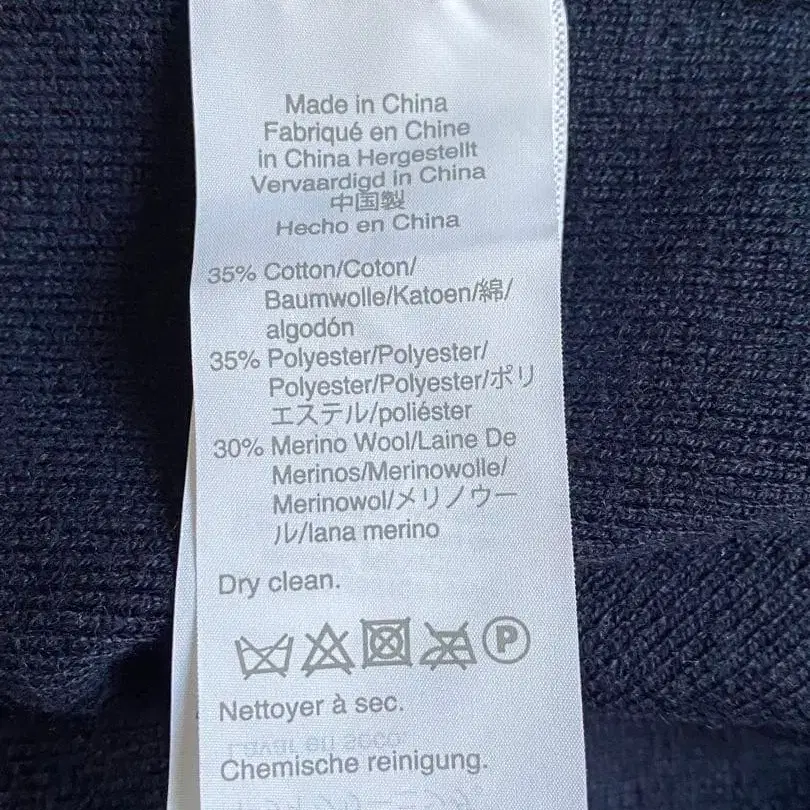 Made in China
Fabriqué en Chine
in China Hergestellt
Vervaardigd in China
中国製
Hecho en China
35% Cotton/Coton/
Baumwolle/Katoen/綿/
algodón
35% Polyester/Polyester/
Polyester/Polyester/ポリ
エステル/poliéster
30% Merino Wool/Laine De
Merinos/Merinowolle/
Merinowol/メリノウー
ル/lana merino
Dry clean.
P
Nettoyer à sec.
Chemische reinigung.